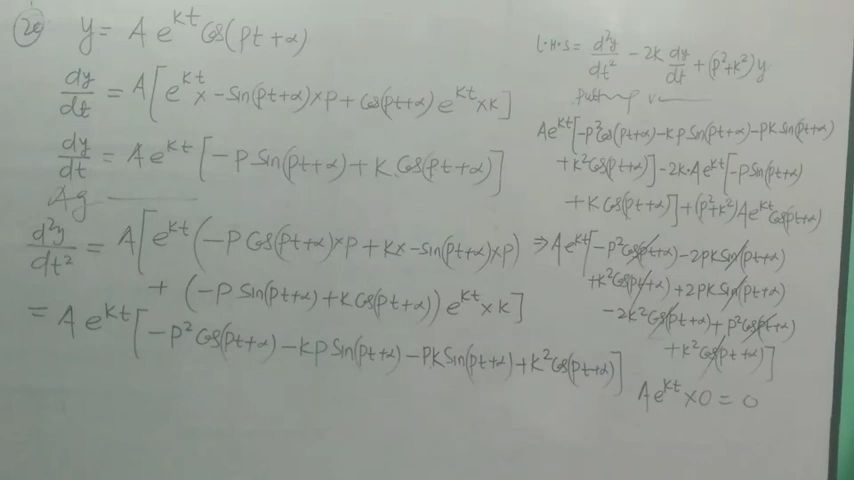 20 y = A e^{kt} Cos(pt+α)
dy/dt = A[e^{kt} × -Sin(pt+α)×p + Cos(pt+α) e^{kt}×k]
dy/dt = A e^{kt} [-p Sin(pt+α) + k Cos(pt+α)]
Ag
d²y/dt² = A[e^{kt} (-p Cos(pt+α)×p + k× -Sin(pt+α)×p)
+ (-p Sin(pt+α) + k Cos(pt+α)) e^{kt}×k]
= A e^{kt} [-p² Cos(pt+α) - kp Sin(pt+α) - pk Sin(pt+α) + k² Cos(pt+α)]
L.H.S = d²y/dt² - 2k dy/dt + (p²+k²) y
Putting
Ae^{kt}[-p² Cos(pt+α) - kp Sin(pt+α) - pk Sin(pt+α)
+ k² Cos(pt+α)] - 2k·Ae^{kt}[-p Sin(pt+α)
+ k Cos(pt+α)] + (p²+k²) Ae^{kt} Cos(pt+α)
⇒ Ae^{kt}[-p² Cos(pt+α) - 2pk Sin(pt+α)
+ k² Cos(pt+α) + 2pk Sin(pt+α)
- 2k² Cos(pt+α) + p² Cos(pt+α)
+ k² Cos(pt+α)]
Ae^{kt} × 0 = 0